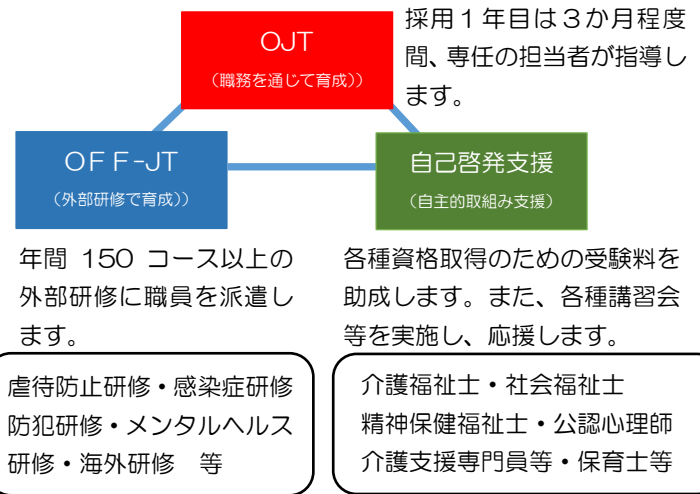 OJT
（職務を通じて育成））
採用１年目は３か月程度
間、専任の担当者が指導し
ます。
ＯＦＦ-JT
（外部研修で育成））
自己啓発支援
（自主的取組み支援）
年間 150 コース以上の
外部研修に職員を派遣し
ます。
各種資格取得のための受験料を
助成します。また、各種講習会
等を実施し、応援します。
虐待防止研修・感染症研修
防犯研修・メンタルヘルス
研修・海外研修　等
介護福祉士・社会福祉士
精神保健福祉士・公認心理師
介護支援専門員等・保育士等